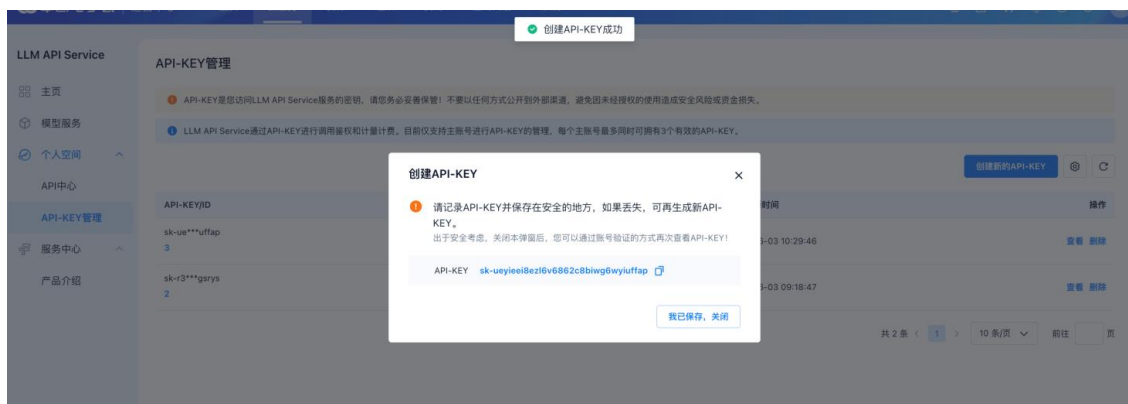 创建API-KEY成功
LLM API Service
API-KEY管理
主页
API-KEY是您访问LLM API Service服务的密钥，请您务必妥善保管！不要以任何方式公开到外部渠道，避免因未经授权的使用造成安全风险或资金损失。
模型服务
LLM API Service通过API-KEY进行调用鉴权和计量计费。目前仅支持主账号进行API-KEY的管理，每个主账号最多同时可拥有3个有效的API-KEY。
个人空间
创建新的API-KEY
API中心
API-KEY管理
服务中心
产品介绍
API-KEY/ID
时间
操作
sk-ue***uffap
3
-03 10:29:46
查看 删除
sk-r3***gsrys
2
-03 09:18:47
查看 删除
共 2 条
1
10 条/页
前往
页
创建API-KEY
请记录API-KEY并保存在安全的地方，如果丢失，可再生成新API-
KEY。
出于安全考虑，关闭本弹窗后，您可以通过账号验证的方式再次查看API-KEY！
API-KEY sk-ueyieei8ezl6v6862c8biwg6wyiuffap
我已保存，关闭